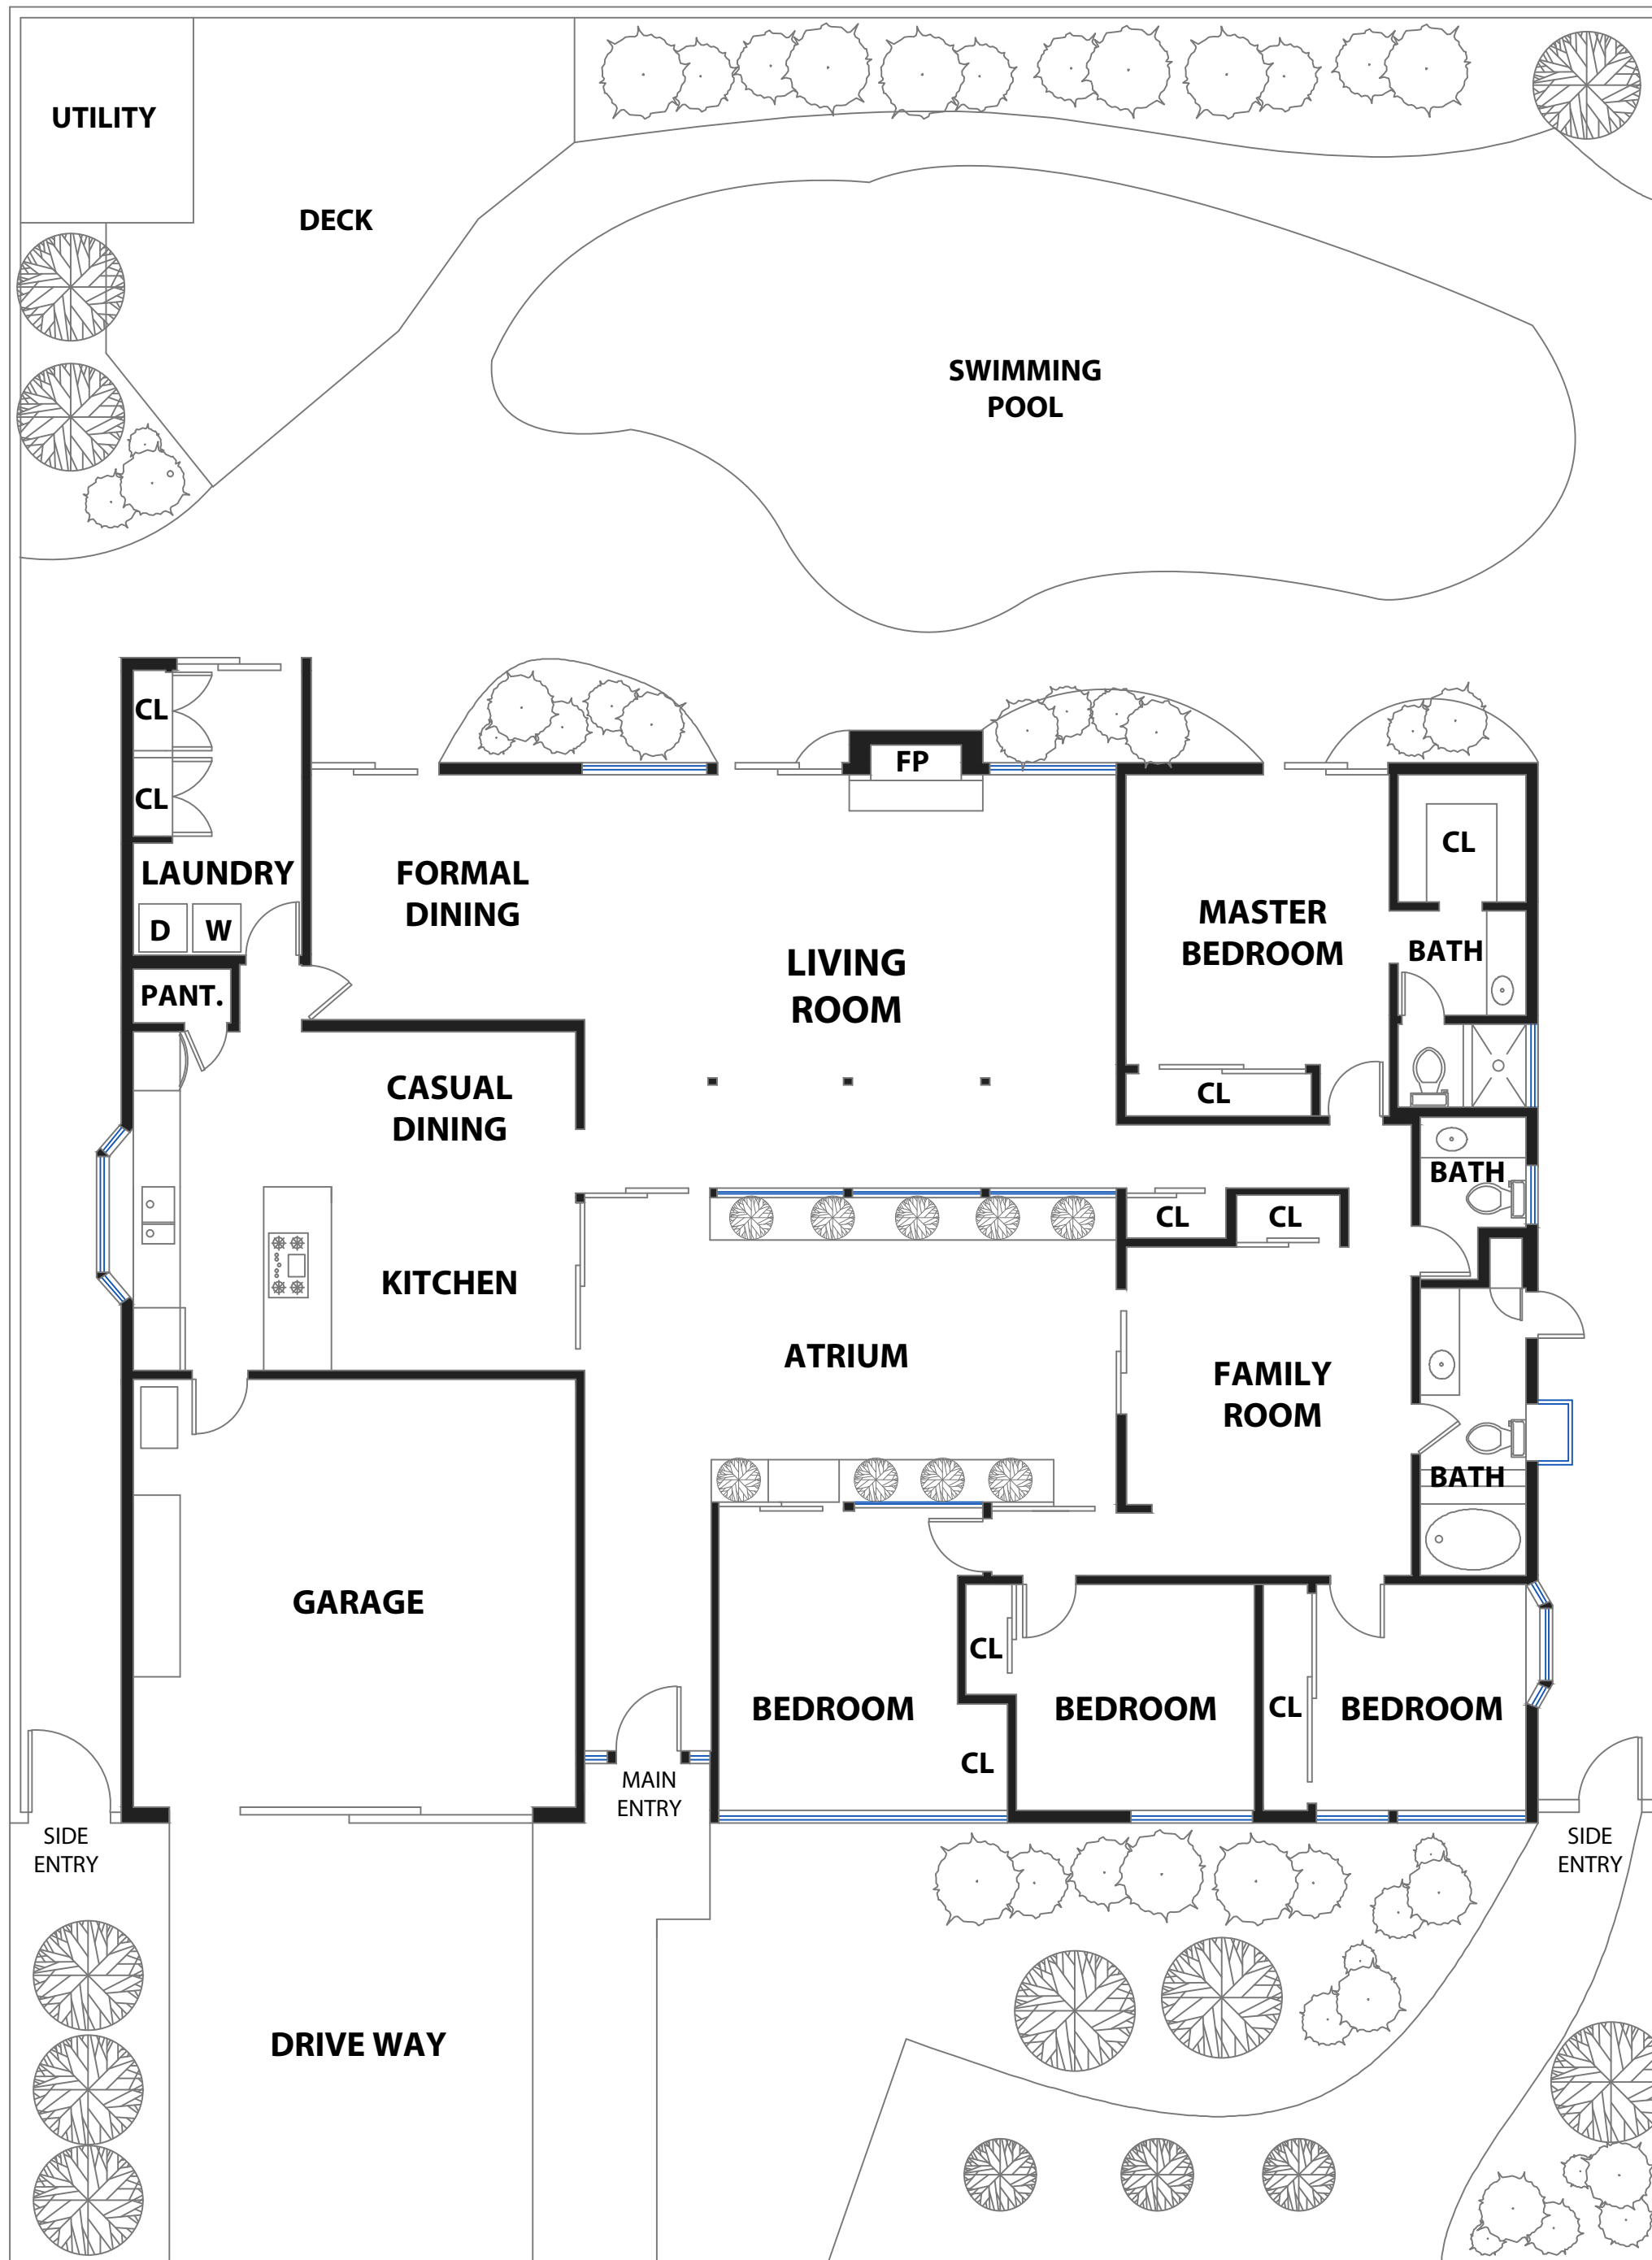 UTILITY
DECK
SWIMMING
POOL
CL
FP
CL
CL
LAUNDRY
FORMAL
DINING
MASTER
BEDROOM
D
W
BATH
LIVING
ROOM
PANT.
CASUAL
DINING
CL
BATH
CL
CL
KITCHEN
ATRIUM
FAMILY
ROOM
BATH
GARAGE
CL
BEDROOM
BEDROOM
CL
BEDROOM
CL
MAIN
ENTRY
SIDE
ENTRY
SIDE
ENTRY
DRIVE WAY